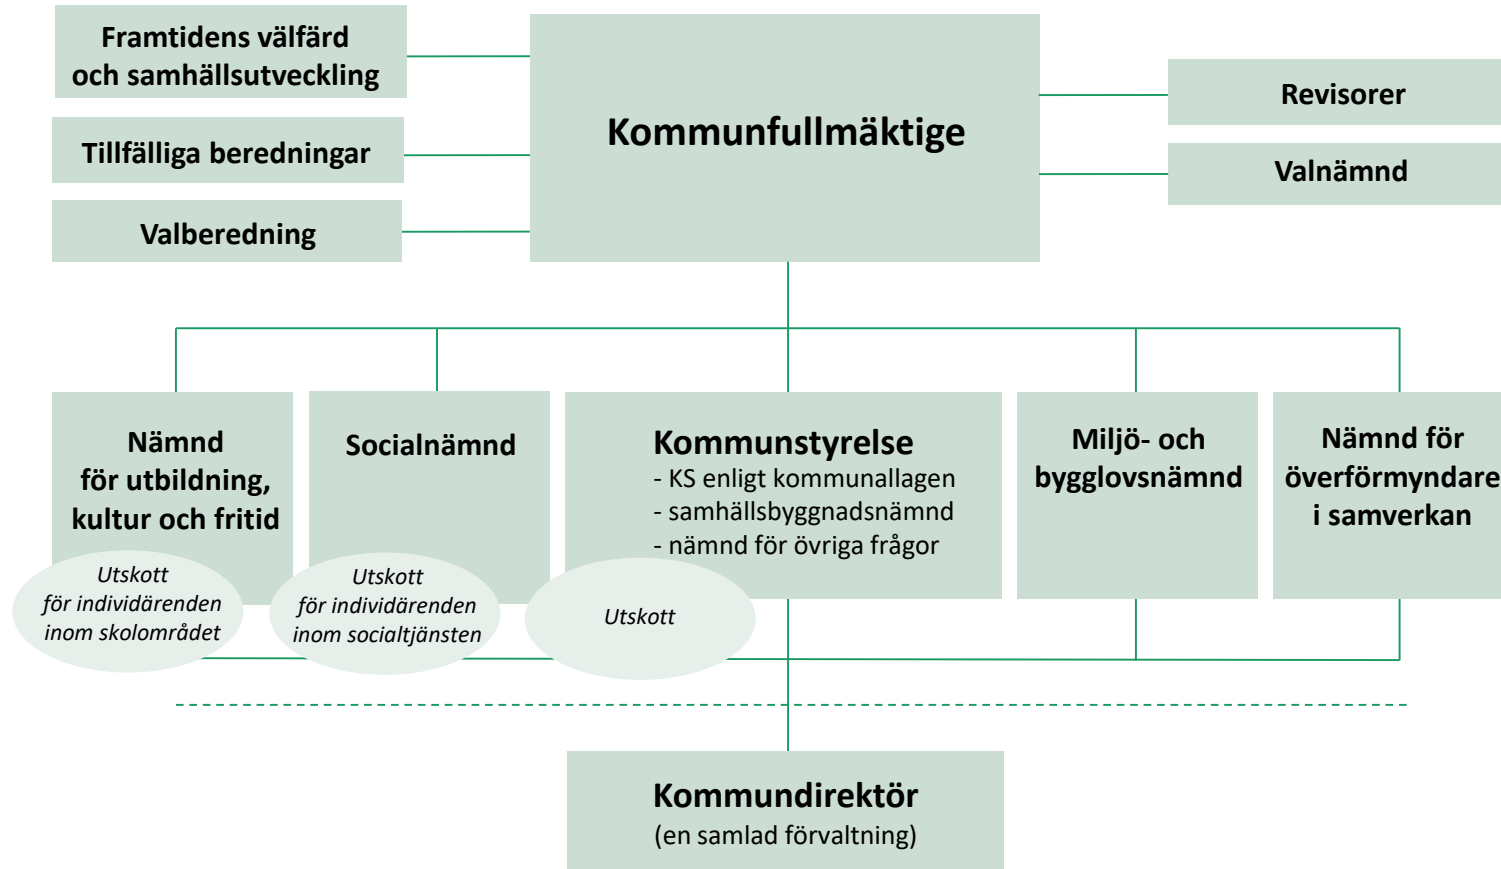 Framtidens välfärd
och samhällsutveckling
Tillfälliga beredningar
Valberedning
Kommunfullmäktige
Revisorer
Valnämnd
Nämnd
för utbildning,
kultur och fritid
Utskott
för individärenden
inom skolområdet
Socialnämnd
Utskott
för individärenden
inom socialtjänsten
Kommunstyrelse
- KS enligt kommunallagen
- samhällsbyggnadsnämnd
- nämnd för övriga frågor
Utskott
Miljö- och
bygglovsnämnd
Nämnd för
överförmyndare
i samverkan
Kommundirektör
(en samlad förvaltning)